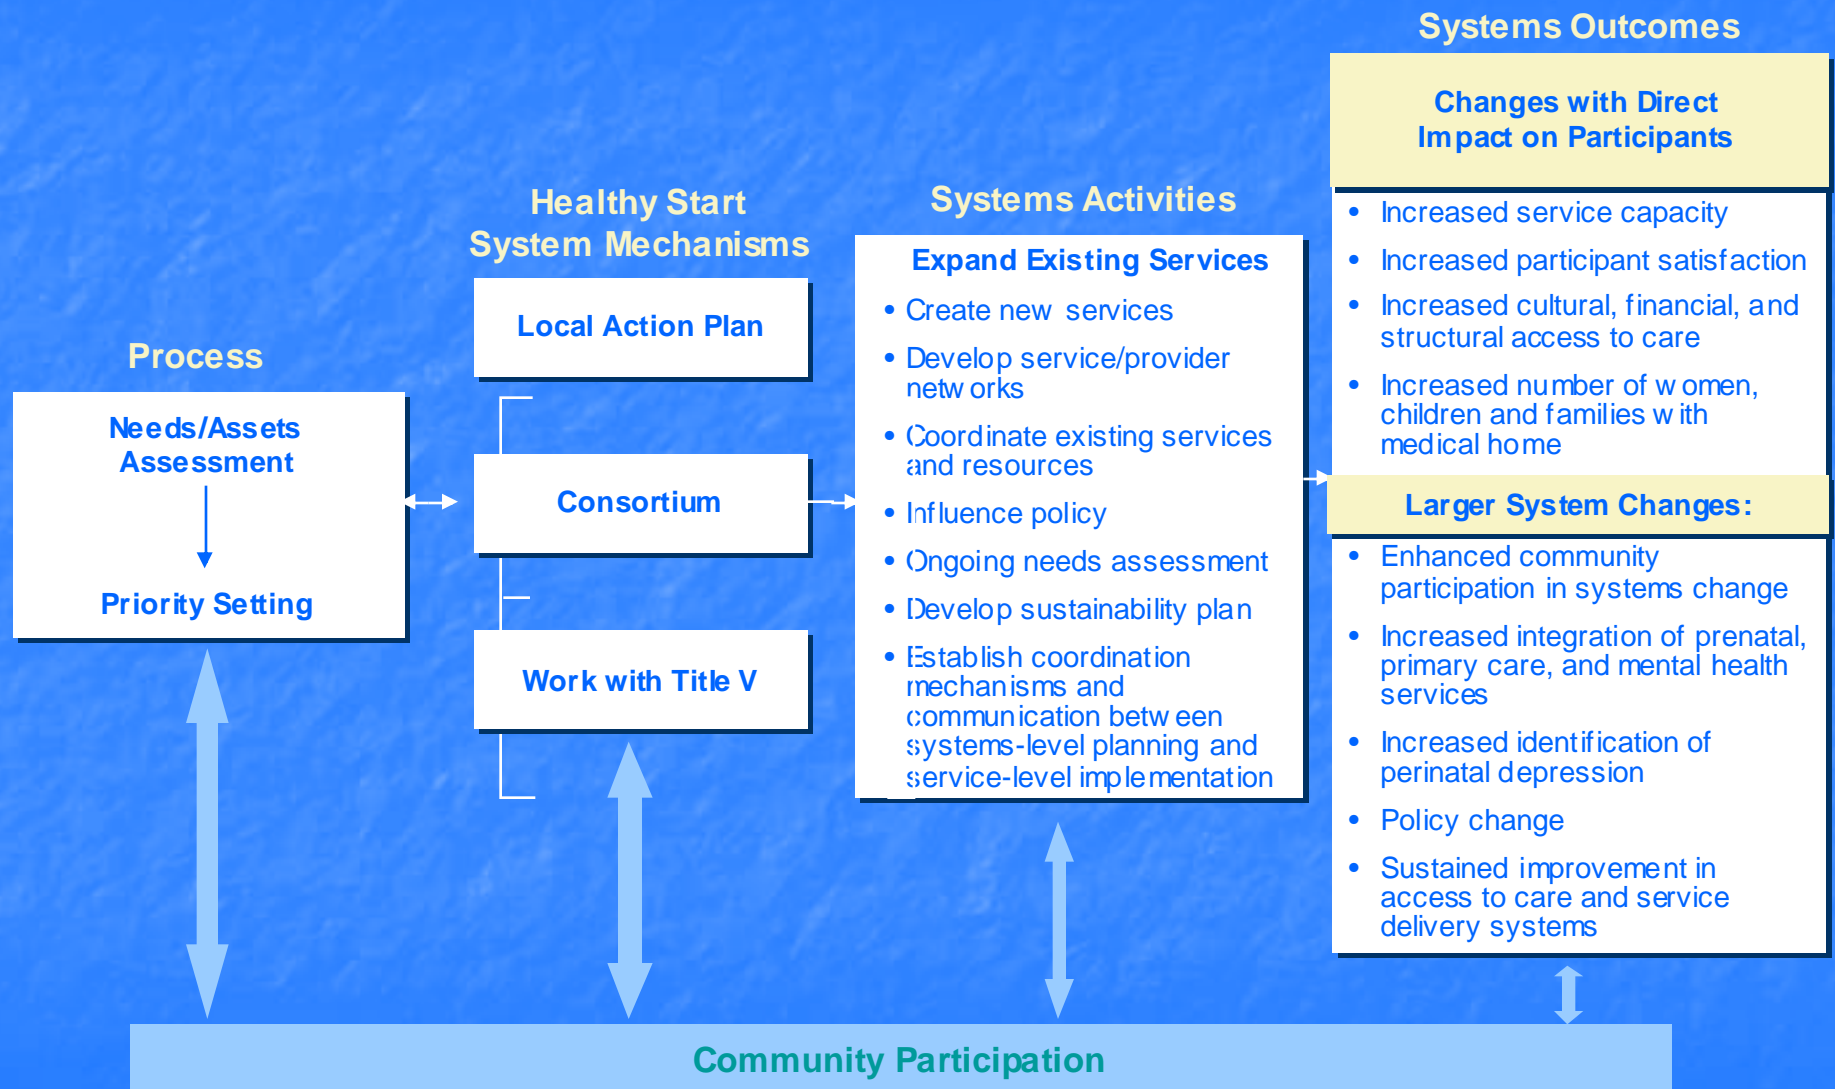 Process
Needs/Assets
Assessment
Priority Setting
Healthy Start
System Mechanisms
Local Action Plan
Consortium
Work with Title V
Systems Activities
Expand Existing Services
• Create new services
• Develop service/provider
networks
• Coordinate existing services
and resources
• Influence policy
• Ongoing needs assessment
• Develop sustainability plan
• Establish coordination
mechanisms and
communication between
systems-level planning and
service-level implementation
Systems Outcomes
Changes with Direct
Impact on Participants
• Increased service capacity
• Increased participant satisfaction
• Increased cultural, financial, and
structural access to care
• Increased number of women,
children and families with
medical home
Larger System Changes:
• Enhanced community
participation in systems change
• Increased integration of prenatal,
primary care, and mental health
services
• Increased identification of
perinatal depression
• Policy change
• Sustained improvement in
access to care and service
delivery systems
Community Participation